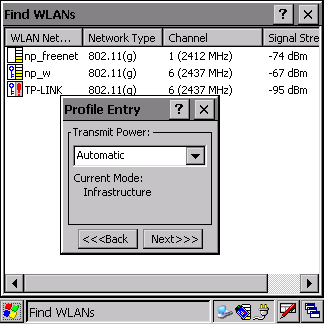 Find WLANs ? ×
WLAN Net... Network Type Channel Signal Stre
np_freenet 802.11(g) 1 (2412 MHz) -74 dBm
np_w 802.11(g) 6 (2437 MHz) -67 dBm
TP-LINK 802.11(g) 6 (2437 MHz) -95 dBm
Profile Entry ? ×
Transmit Power:
Automatic
Current Mode:
Infrastructure
<<<Back Next>>>
Find WLANs